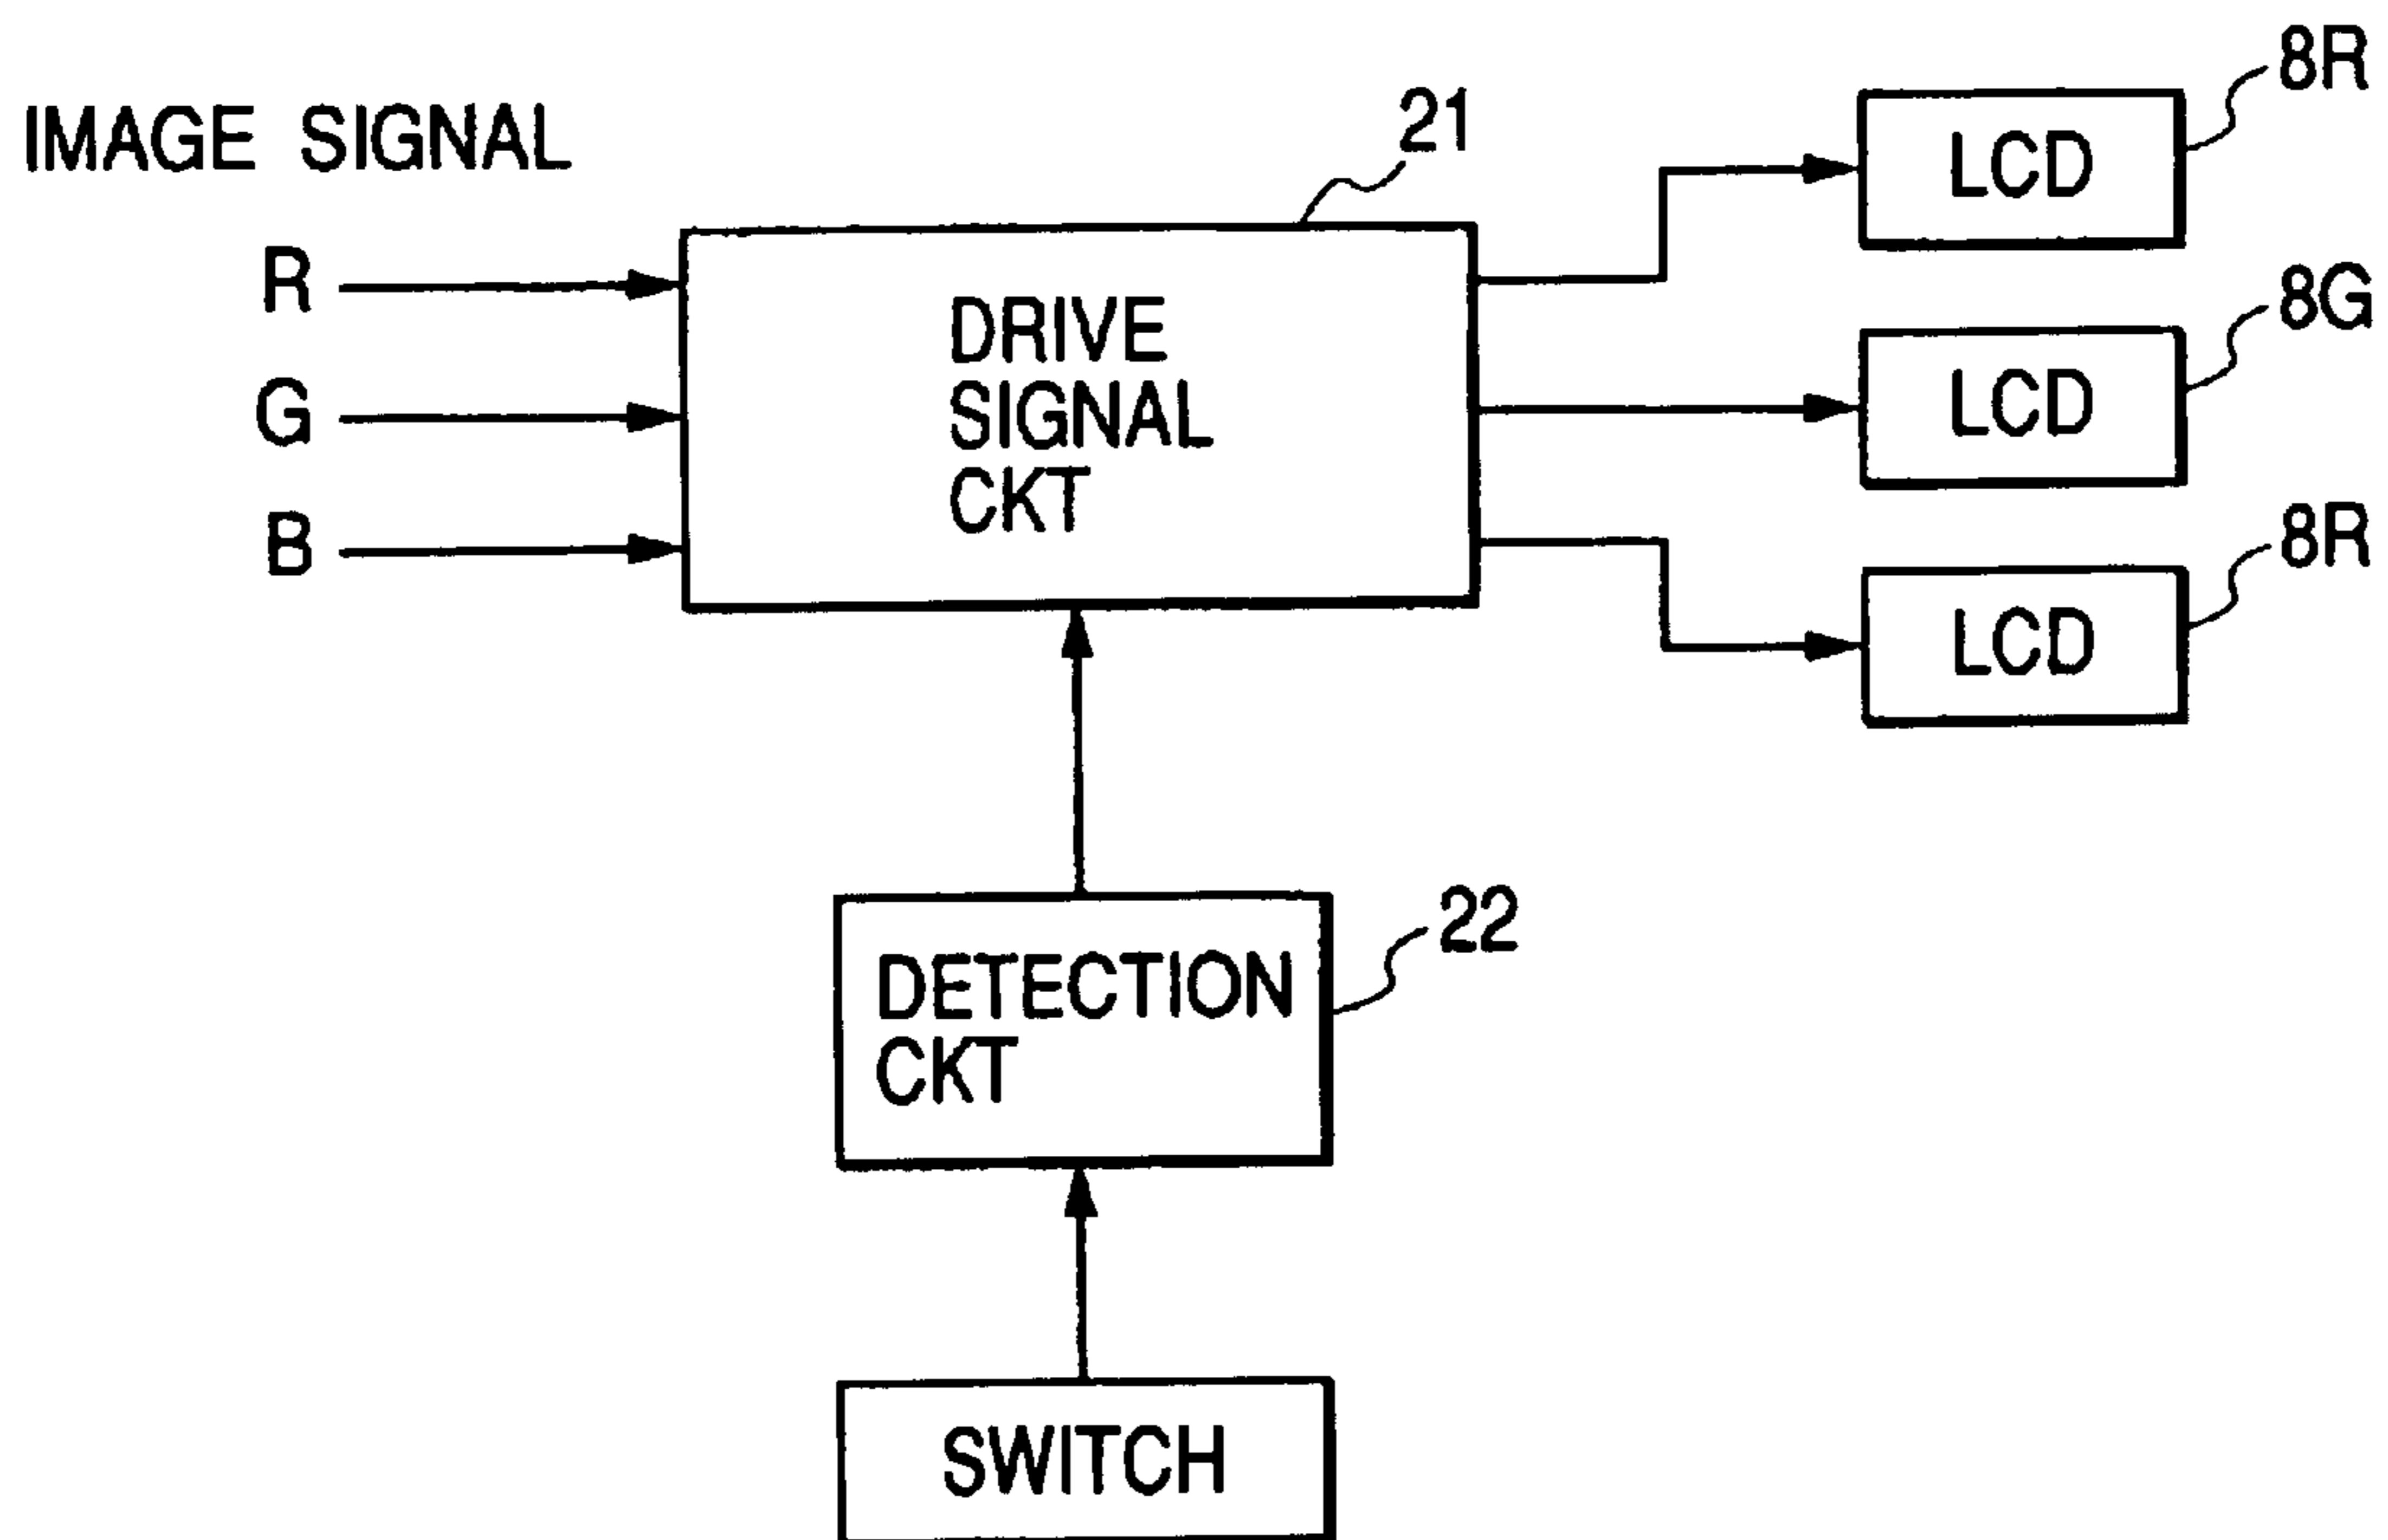 IMAGE SIGNAL
R
G
B
21
DRIVE
SIGNAL
CKT
LCD
8R
LCD
8G
LCD
8R
DETECTION
CKT
22
SWITCH